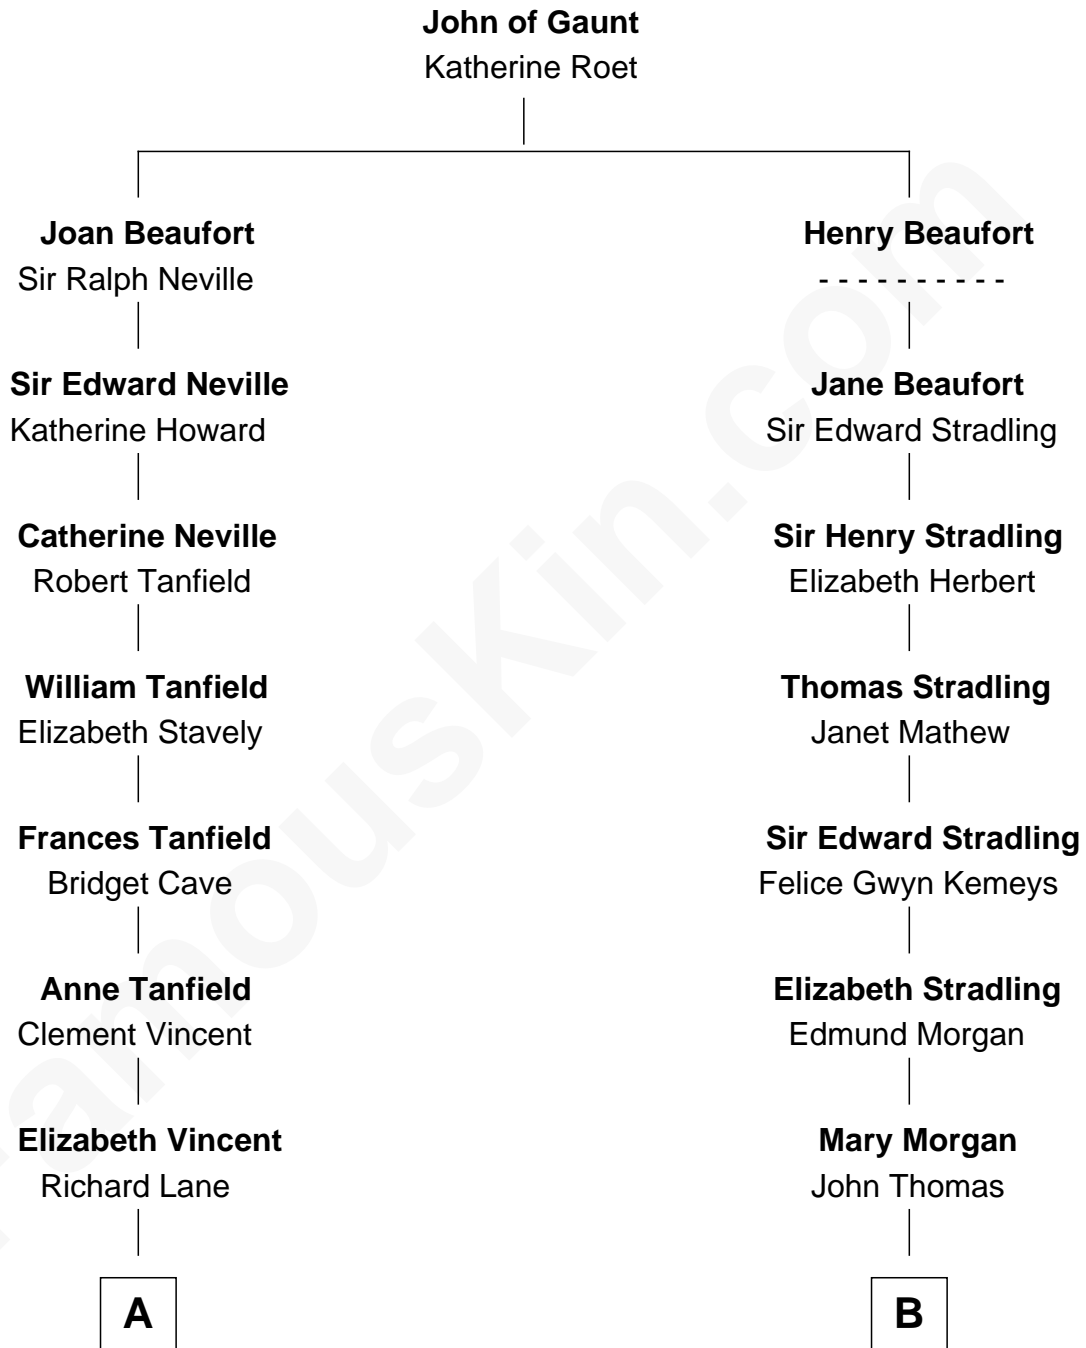 John of Gaunt
Katherine Roet
Joan Beaufort
Sir Ralph Neville
Henry Beaufort
- - - - - - - - - -
Sir Edward Neville
Katherine Howard
Jane Beaufort
Sir Edward Stradling
Catherine Neville
Robert Tanfield
Sir Henry Stradling
Elizabeth Herbert
William Tanfield
Elizabeth Stavely
Thomas Stradling
Janet Mathew
Frances Tanfield
Bridget Cave
Sir Edward Stradling
Felice Gwyn Kemeys
Anne Tanfield
Clement Vincent
Elizabeth Stradling
Edmund Morgan
Elizabeth Vincent
Richard Lane
Mary Morgan
John Thomas
A
B
FamousKin.com